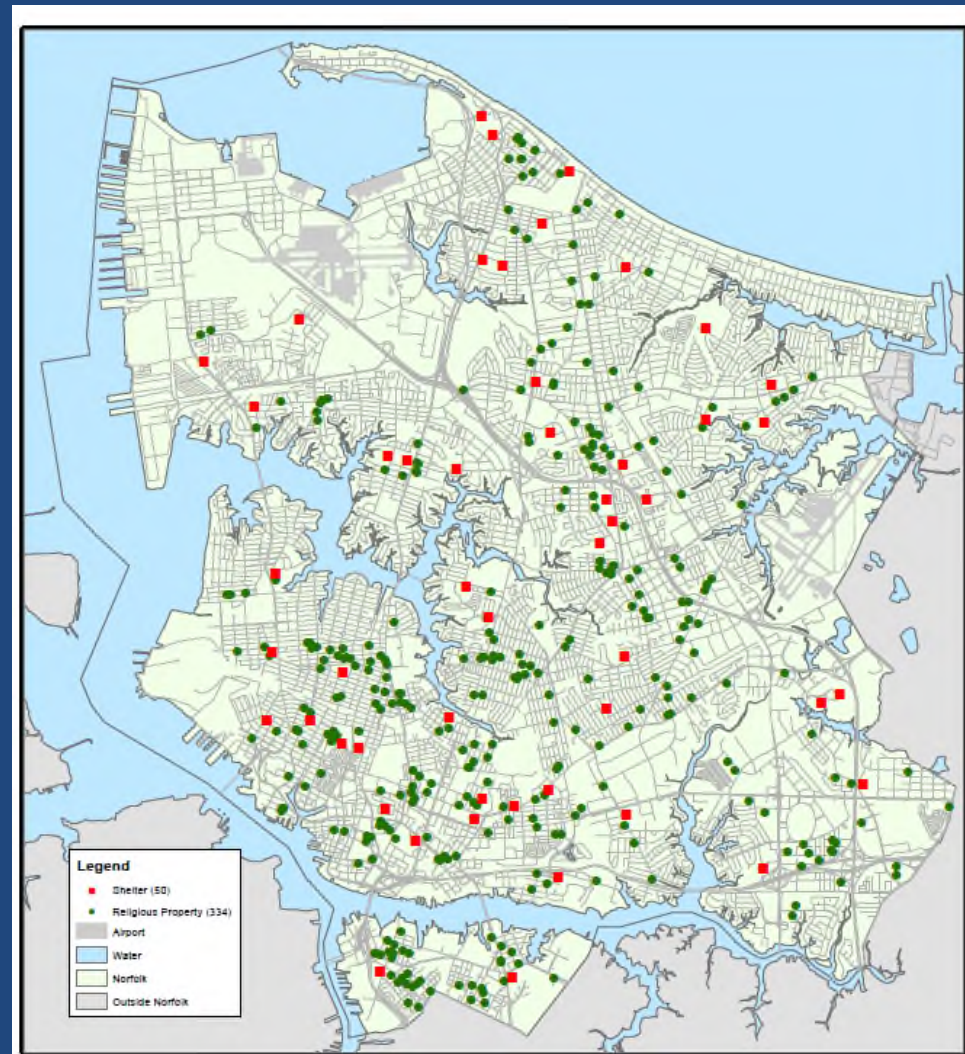 Legend
Shelter (50)
Religious Property (334)
Airport
Water
Norfolk
Outside Norfolk